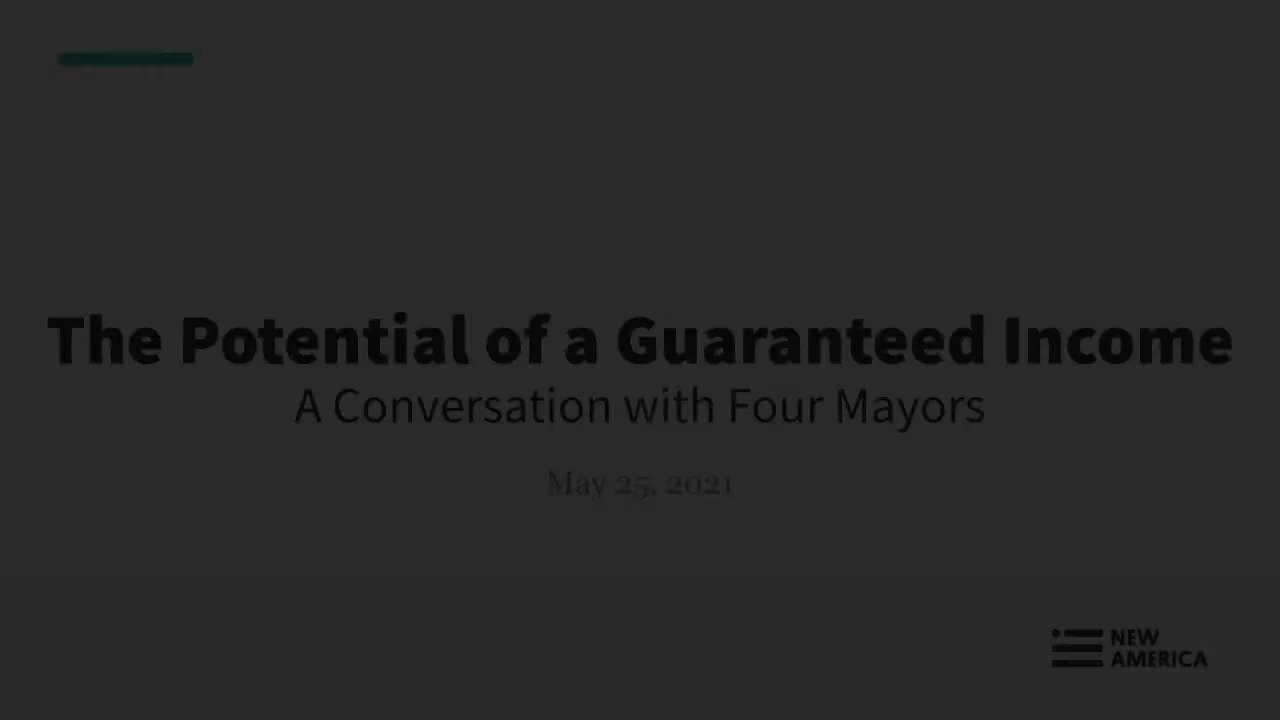 The Potential of a Guaranteed Income
A Conversation with Four Mayors
May 25, 2021
NEW
AMERICA